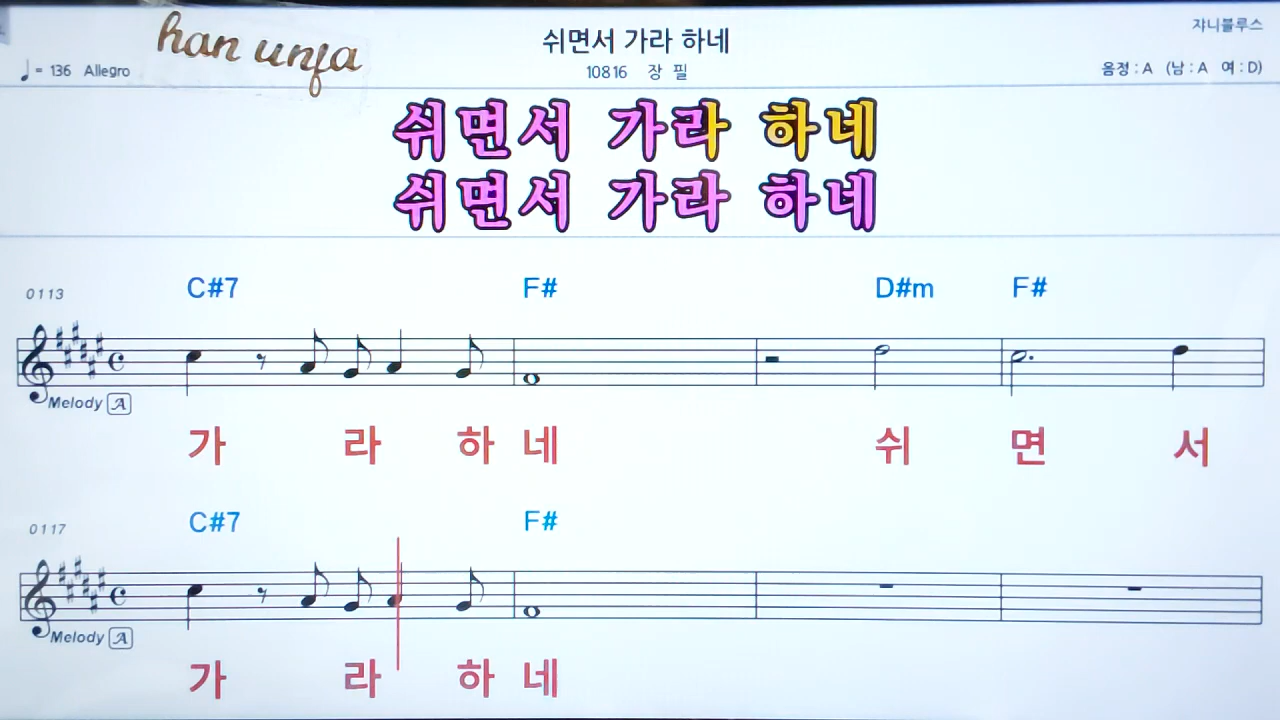 han unja
쉬면서 가라 하네
쟈니블루스
♩= 136 Allegro
10816 장 필
음정 : A (남 : A 여 : D)
쉬면서 가라 하네
쉬면서 가라 하네
0113
C#7 F# D#m F#
Melody A
가 라 하 네 쉬 면 서
0117
C#7 F#
Melody A
가 라 하 네